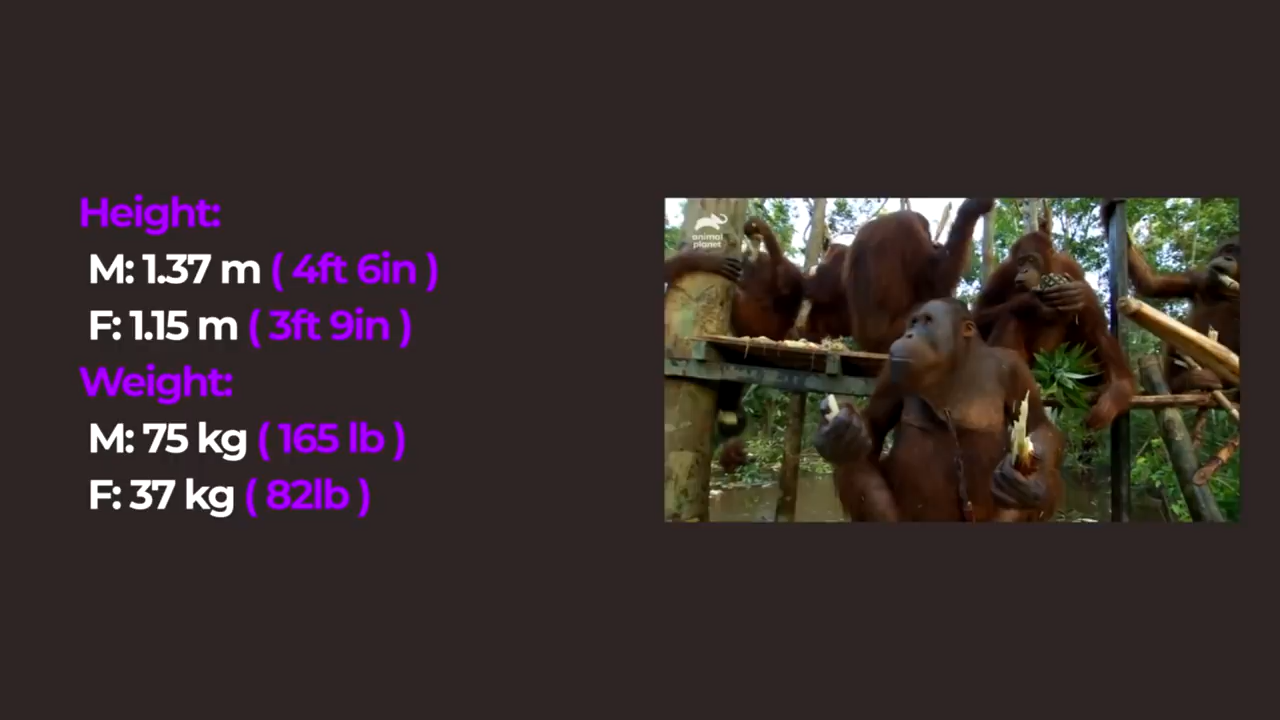 Height:
M: 1.37 m ( 4ft 6in )
F: 1.15 m ( 3ft 9in )
Weight:
M: 75 kg ( 165 lb )
F: 37 kg ( 82lb )
animal
planet